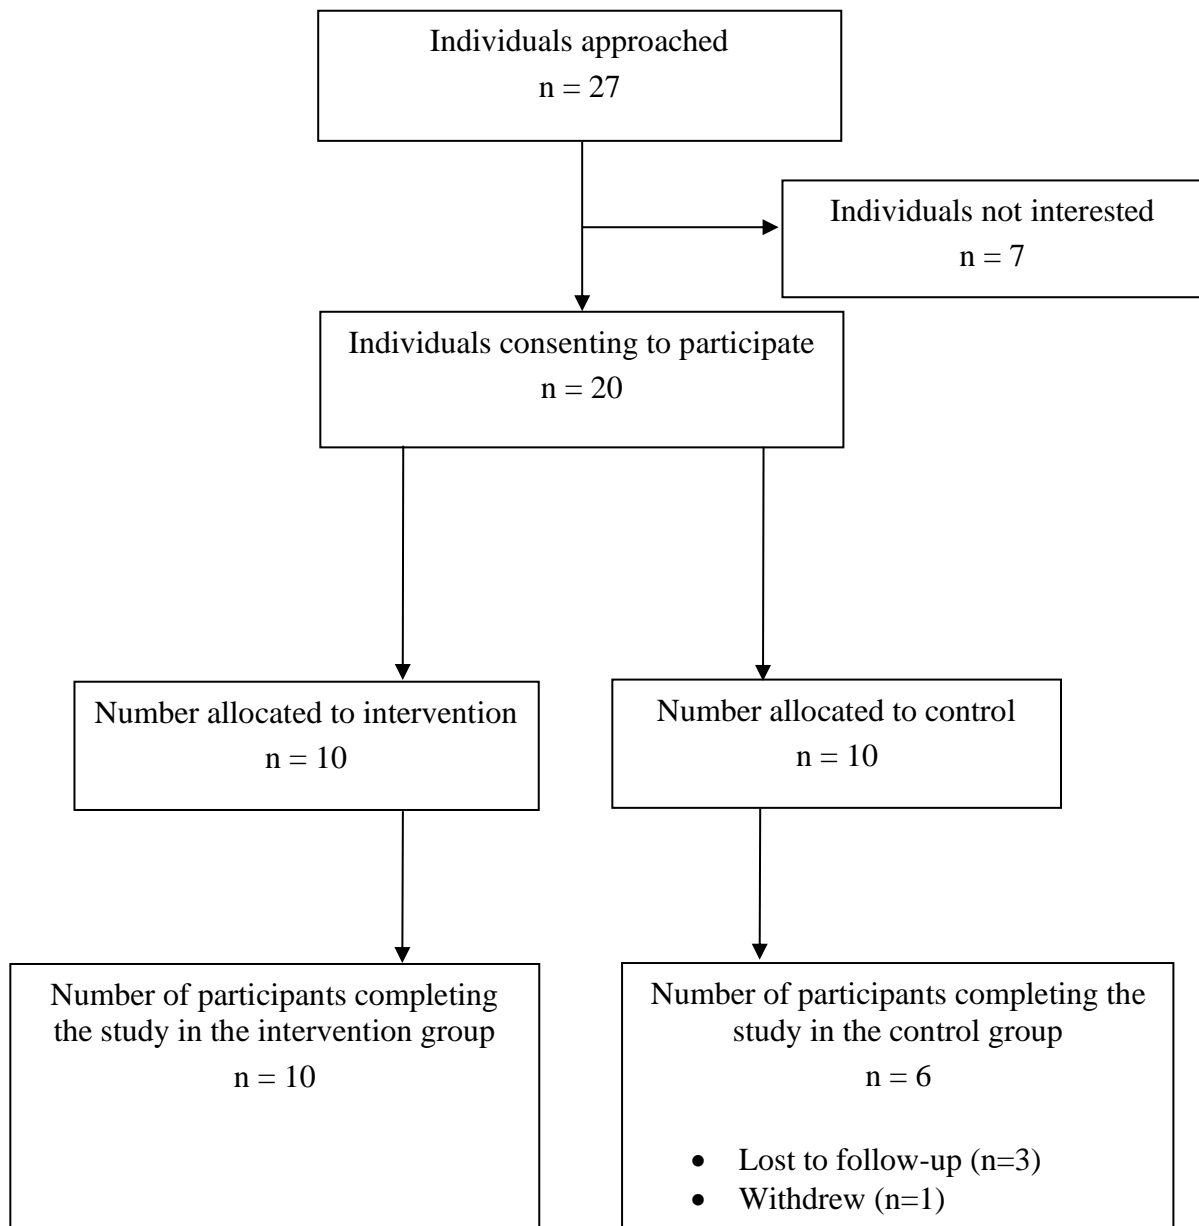 Individuals approached
n = 27
Individuals not interested
n = 7
Individuals consenting to participate
n = 20
Number allocated to intervention
n = 10
Number allocated to control
n = 10
Number of participants completing
the study in the intervention group
n = 10
Number of participants completing the
study in the control group
n = 6
• Lost to follow-up (n=3)
• Withdrew (n=1)